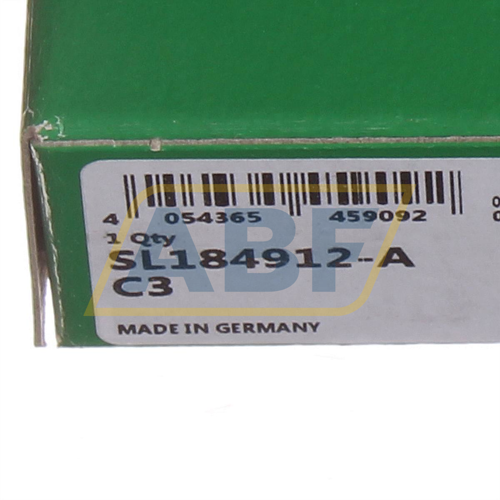 4 054365 459092
1 Qty
SL184912-A
C3
MADE IN GERMANY
ABF